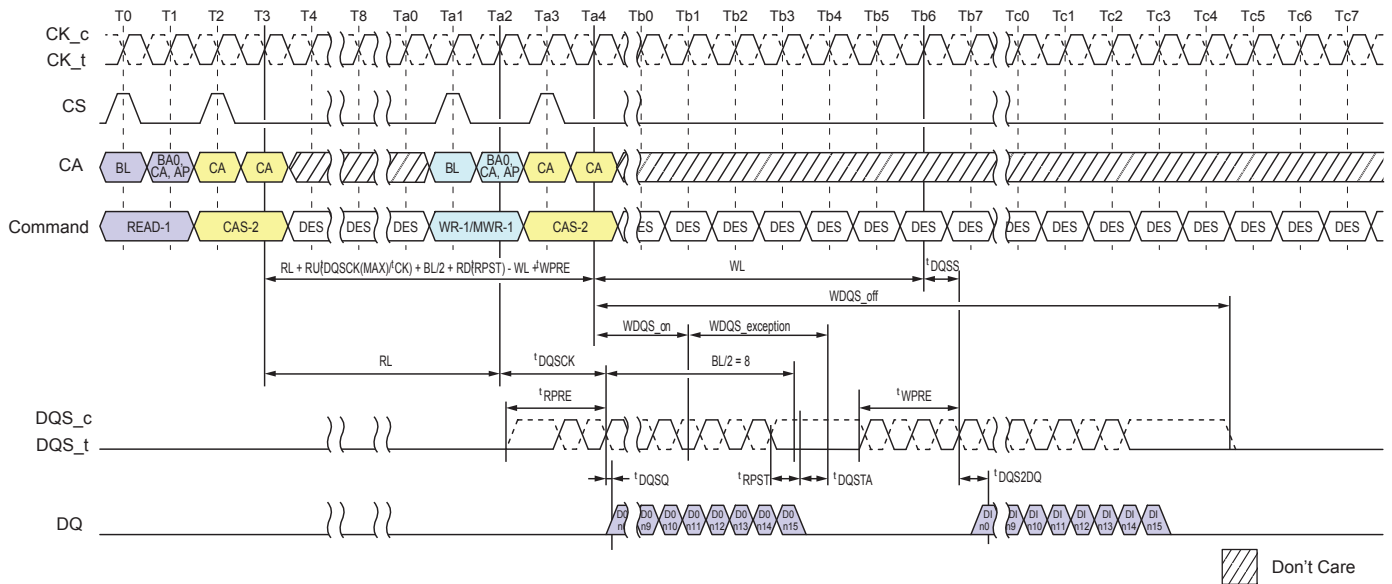 T0 T1 T2 T3 T4 T8 Ta0 Ta1 Ta2 Ta3 Ta4 Tb0 Tb1 Tb2 Tb3 Tb4 Tb5 Tb6 Tb7 Tc0 Tc1 Tc2 Tc3 Tc4 Tc5 Tc6 Tc7
CK_c
CK_t
CS
CA
BL BA0, CA, AP CA CA BL BA0, CA, AP CA CA
Command
READ-1 CAS-2 DES DES DES WR-1/MWR-1 CAS-2 DES DES DES DES DES DES DES DES DES DES DES DES DES DES DES DES
RL + RU(tDQSCK(MAX)/tCK) + BL/2 + RD(tRPST) - WL + tWPRE
WL
tDQSS
WDQS_off
WDQS_on
WDQS_exception
RL
tDQSCK
BL/2 = 8
tRPRE
tWPRE
DQS_c
DQS_t
tDQSQ
tRPST
tDQSTA
tDQS2DQ
DQ
D0 n9 D0 n10 D0 n11 D0 n12 D0 n13 D0 n14 D0 n15
DI n0 DI n9 DI n10 DI n11 DI n12 DI n13 DI n14 DI n15
Don't Care